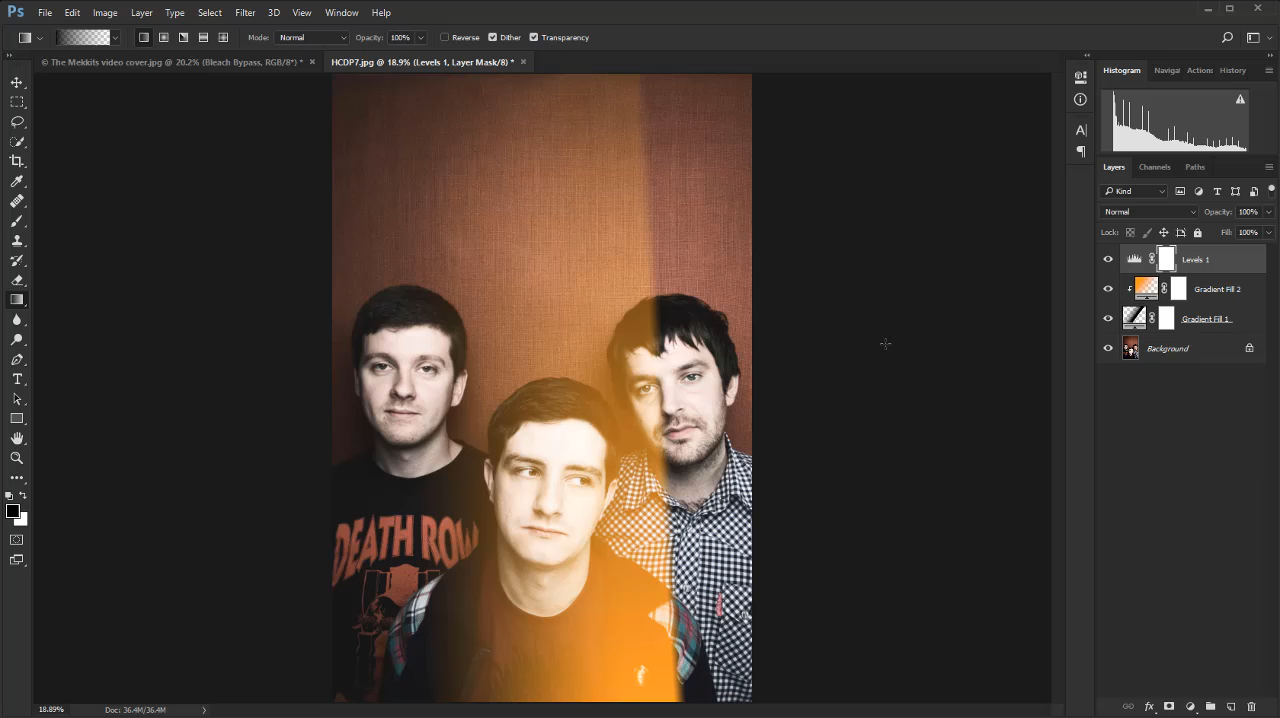 Ps File Edit Image Layer Type Select Filter 3D View Window Help
Mode: Normal Opacity: 100% Reverse Dither Transparency
© The Mekkits video cover.jpg @ 20.2% (Bleach Bypass, RGB/8*) * × HCDP7.jpg @ 18.9% (Levels 1, Layer Mask/8) * ×
Histogram Naviga Actions History
Layers Channels Paths
Kind
Normal Opacity: 100%
Lock: Fill: 100%
Levels 1
Gradient Fill 2
Gradient Fill 1
Background
DEATH ROW
18.89% Doc: 36.4M/36.4M